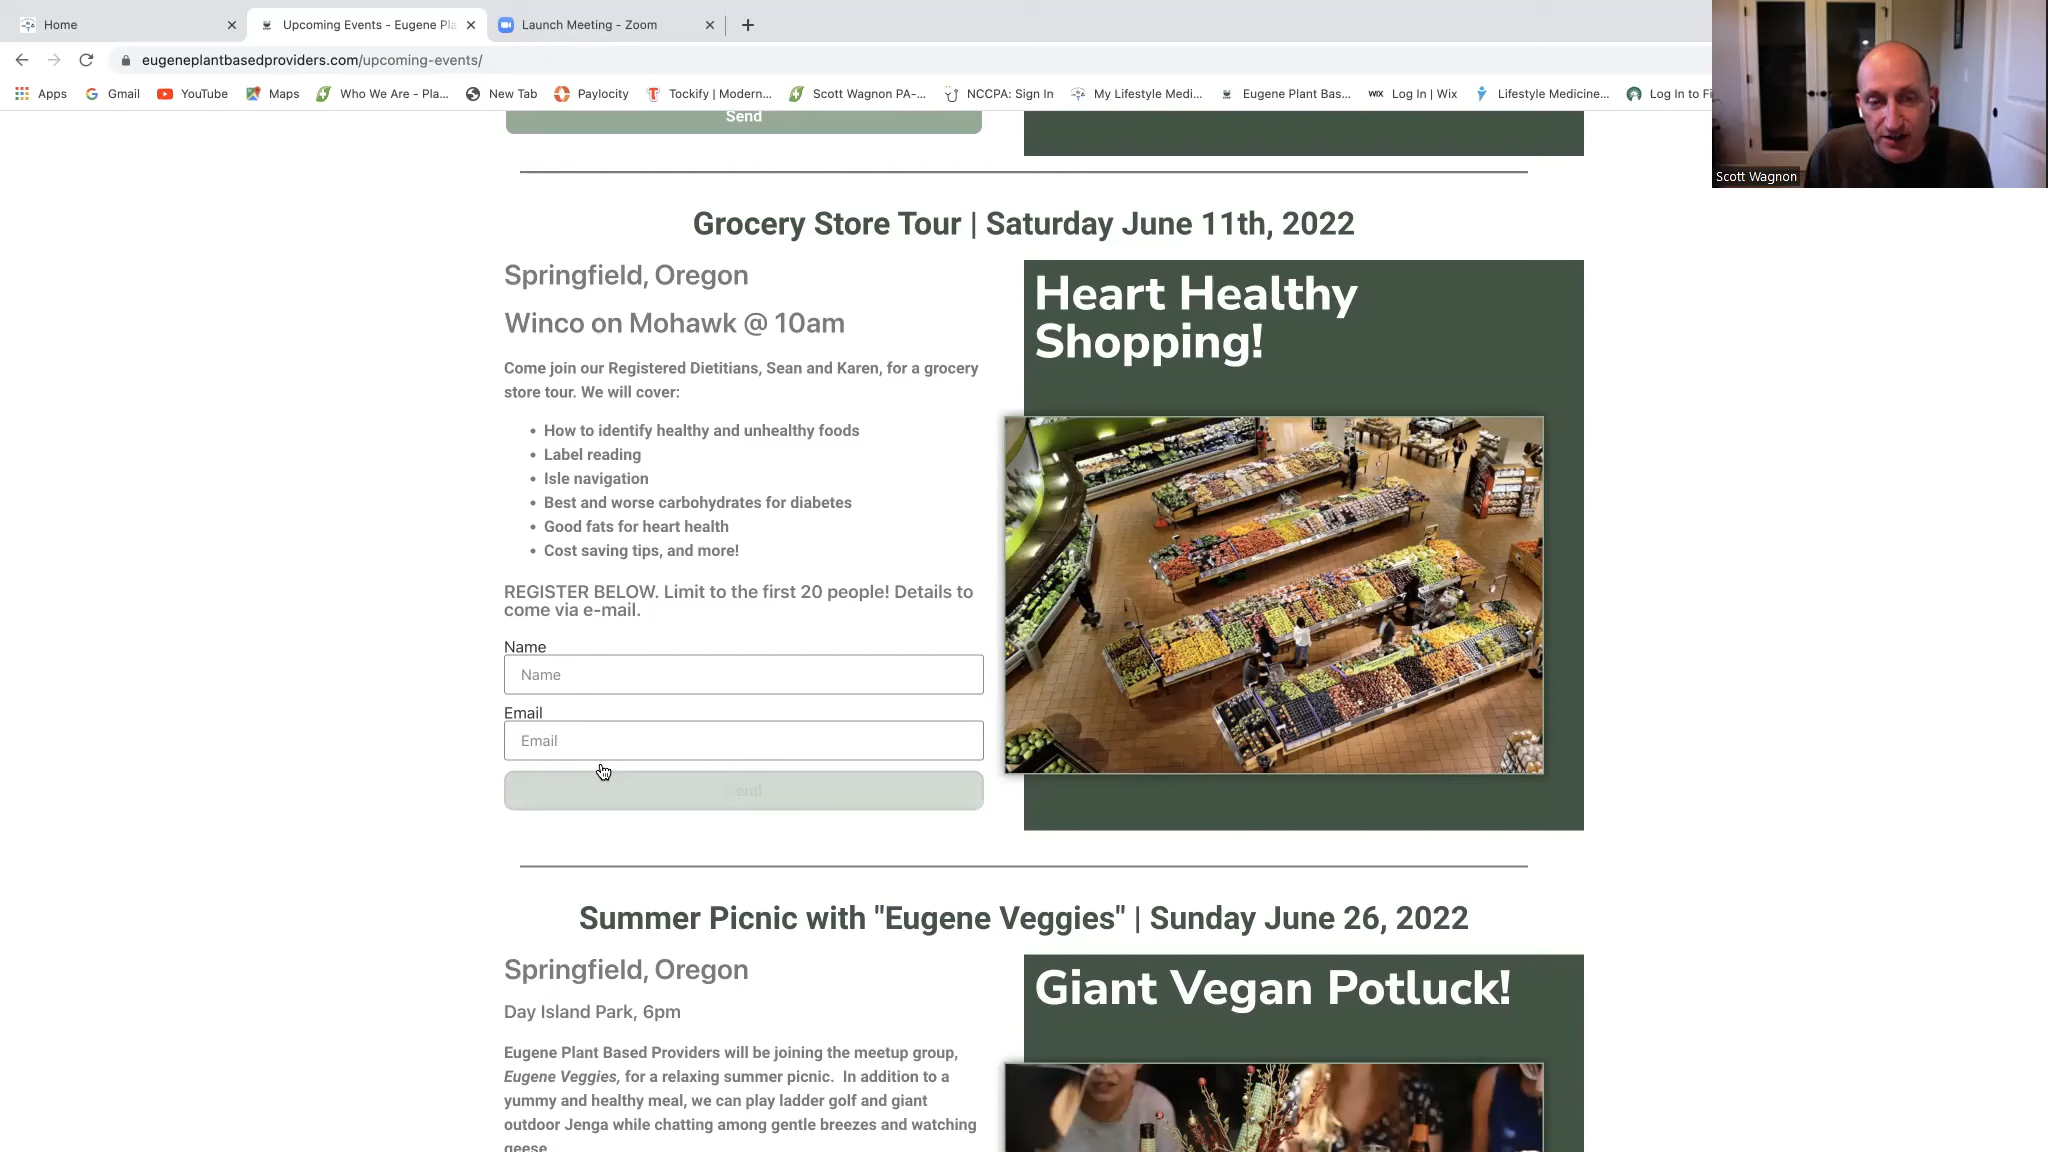 Home
Upcoming Events - Eugene Pla
Launch Meeting - Zoom
eugeneplantbasedproviders.com/upcoming-events/
Apps
Gmail
YouTube
Maps
Who We Are - Pla...
New Tab
Paylocity
Tockify | Modern...
Scott Wagnon PA-...
NCCPA: Sign In
My Lifestyle Medi...
Eugene Plant Bas...
WIX
Log In | Wix
Lifestyle Medicine...
Log In to Fi
Scott Wagnon
Send
Grocery Store Tour | Saturday June 11th, 2022
Springfield, Oregon
Winco on Mohawk @ 10am
Come join our Registered Dietitians, Sean and Karen, for a grocery
store tour. We will cover:
• How to identify healthy and unhealthy foods
• Label reading
• Isle navigation
• Best and worse carbohydrates for diabetes
• Good fats for heart health
• Cost saving tips, and more!
REGISTER BELOW. Limit to the first 20 people! Details to
come via e-mail.
Name
Name
Email
Email
Heart Healthy
Shopping!
Summer Picnic with "Eugene Veggies" | Sunday June 26, 2022
Springfield, Oregon
Day Island Park, 6pm
Eugene Plant Based Providers will be joining the meetup group,
Eugene Veggies, for a relaxing summer picnic. In addition to a
yummy and healthy meal, we can play ladder golf and giant
outdoor Jenga while chatting among gentle breezes and watching
geese
Giant Vegan Potluck!